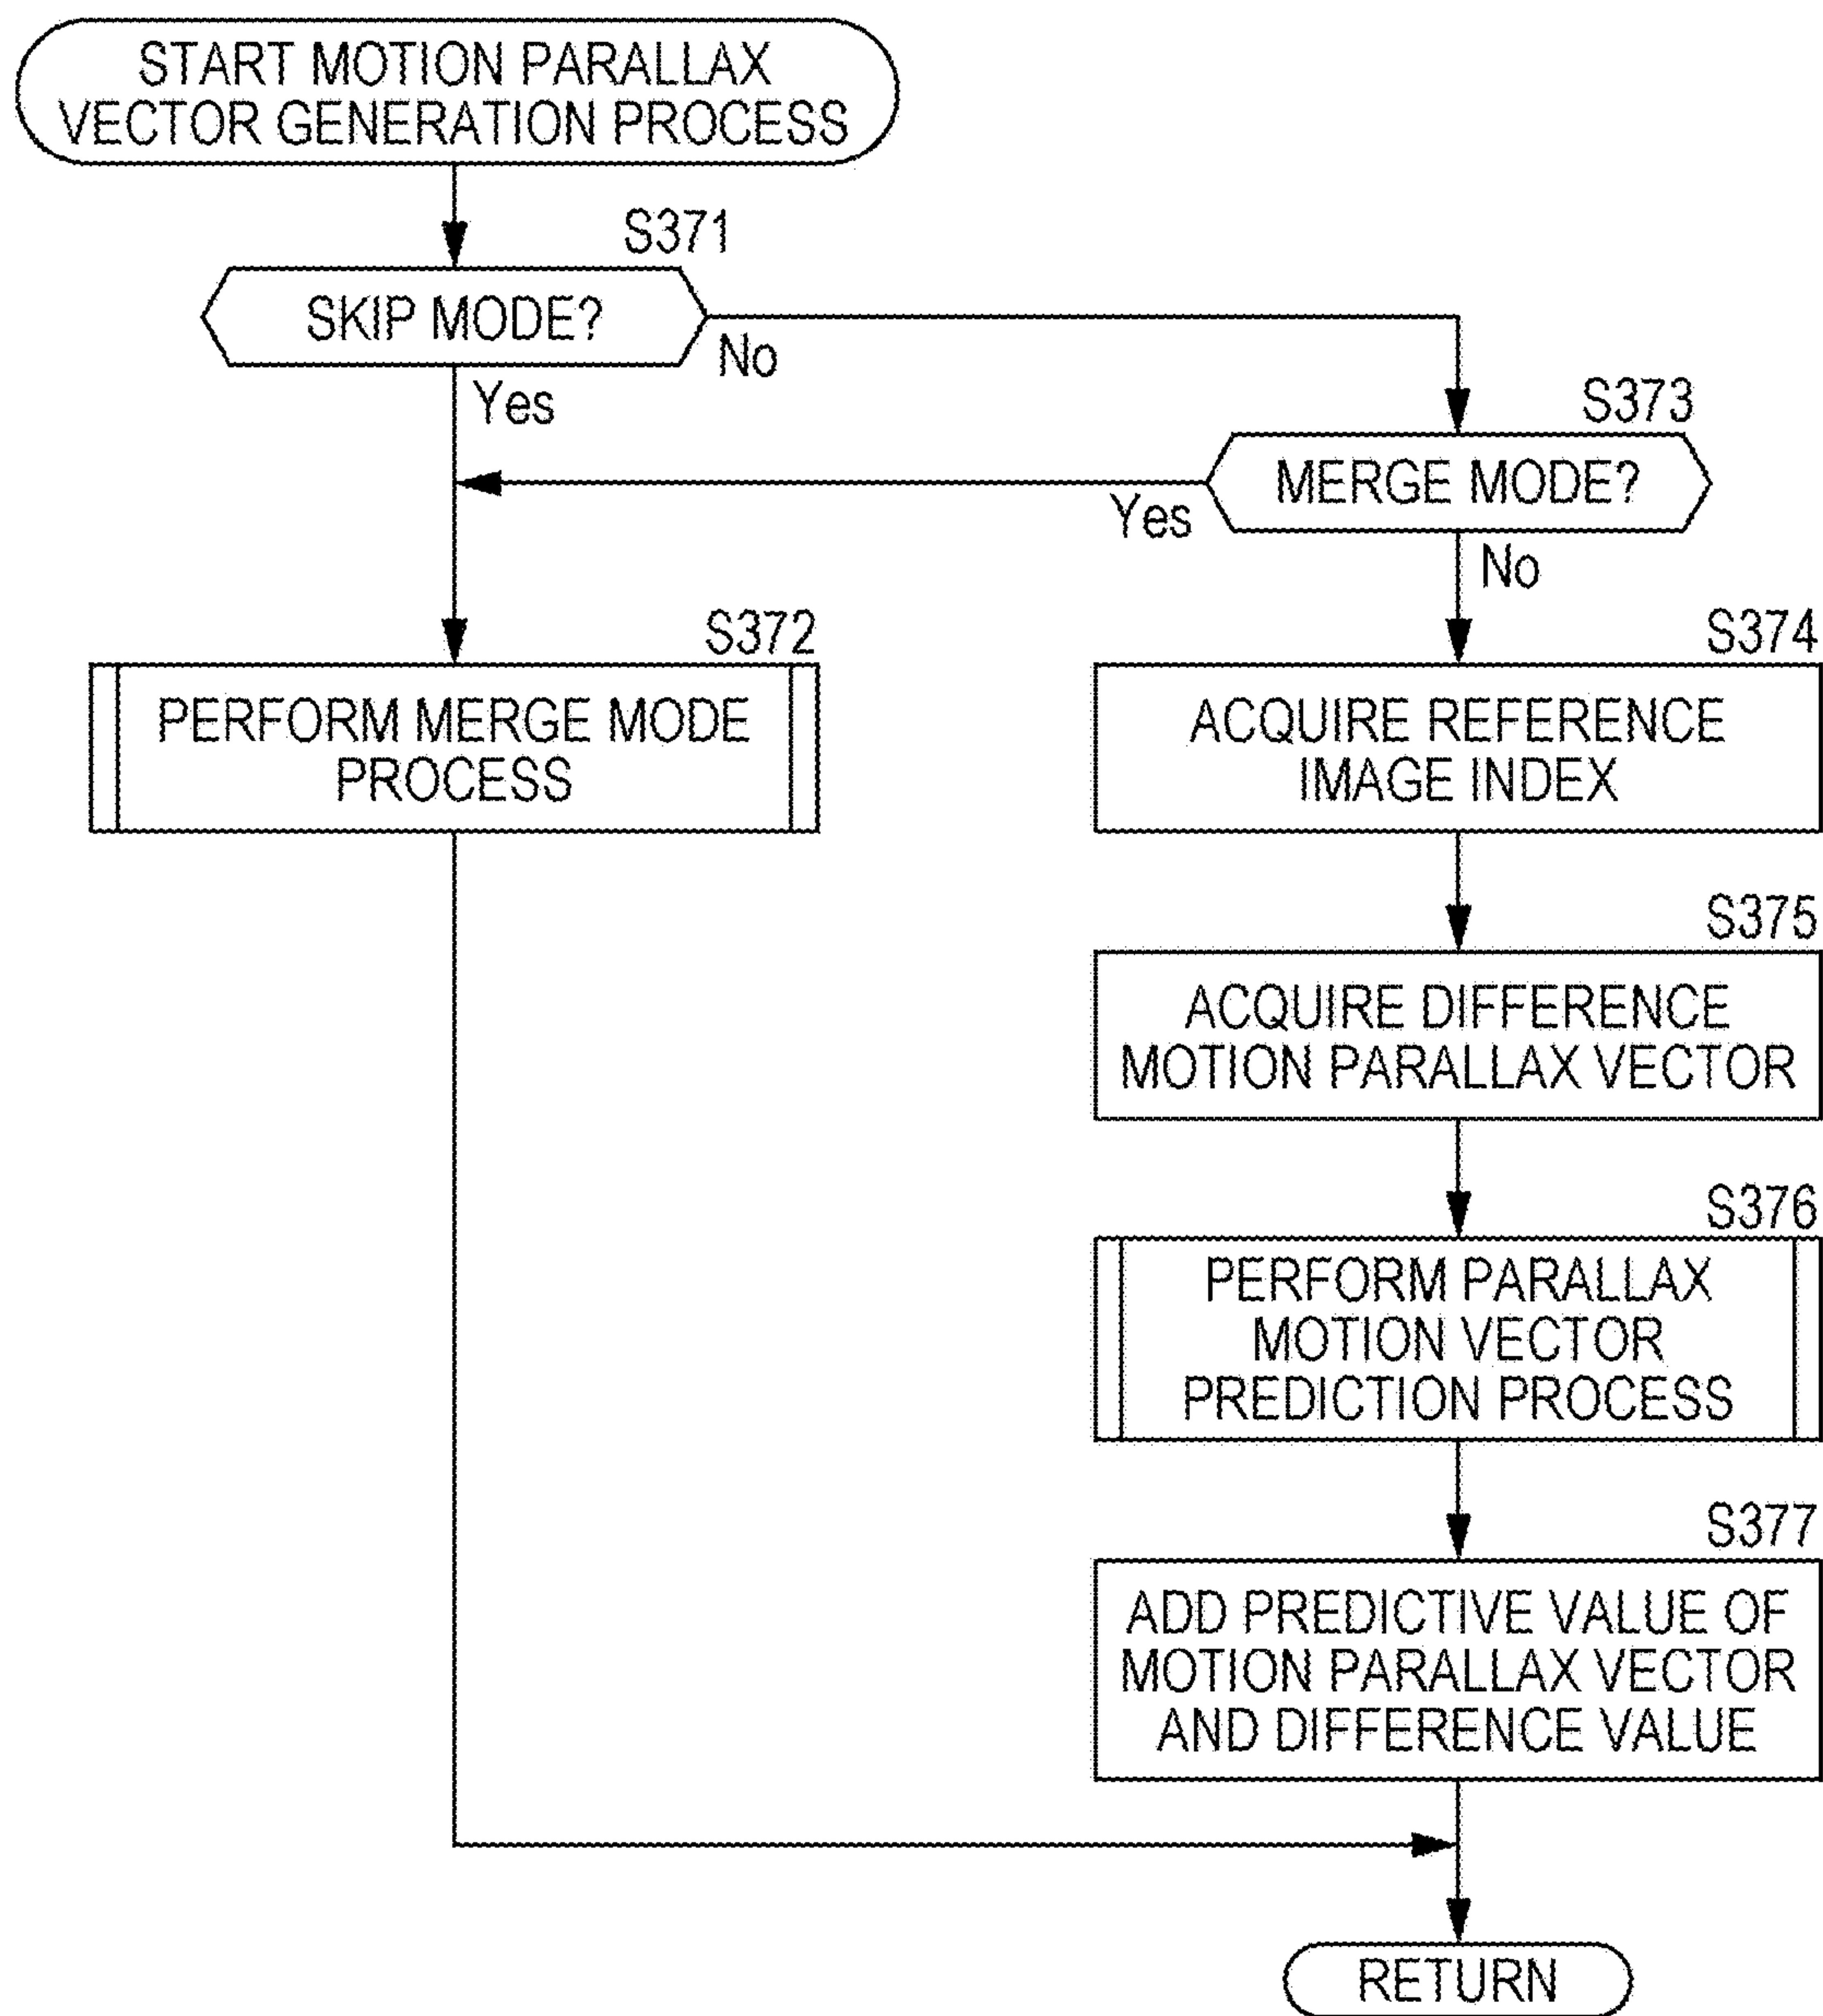 START MOTION PARALLAX
VECTOR GENERATION PROCESS
S371
SKIP MODE?
No
Yes
S373
MERGE MODE?
Yes
No
S372
PERFORM MERGE MODE
PROCESS
S374
ACQUIRE REFERENCE
IMAGE INDEX
S375
ACQUIRE DIFFERENCE
MOTION PARALLAX VECTOR
S376
PERFORM PARALLAX
MOTION VECTOR
PREDICTION PROCESS
S377
ADD PREDICTIVE VALUE OF
MOTION PARALLAX VECTOR
AND DIFFERENCE VALUE
RETURN